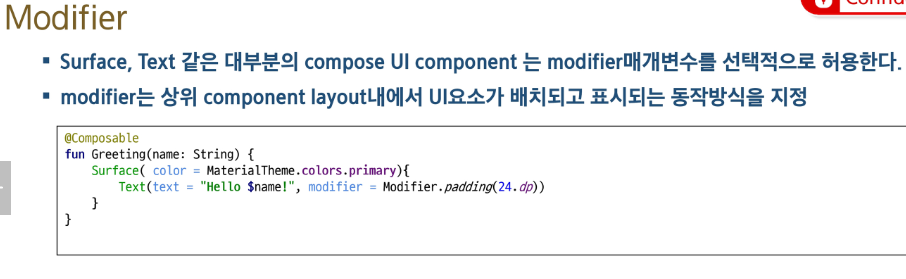 Modifier
▪ Surface, Text 같은 대부분의 compose UI component 는 modifier매개변수를 선택적으로 허용한다.
▪ modifier는 상위 component layout내에서 UI요소가 배치되고 표시되는 동작방식을 지정
@Composable
fun Greeting(name: String) {
    Surface( color = MaterialTheme.colors.primary){
        Text(text = "Hello $name!", modifier = Modifier.padding(24.dp))
    }
}